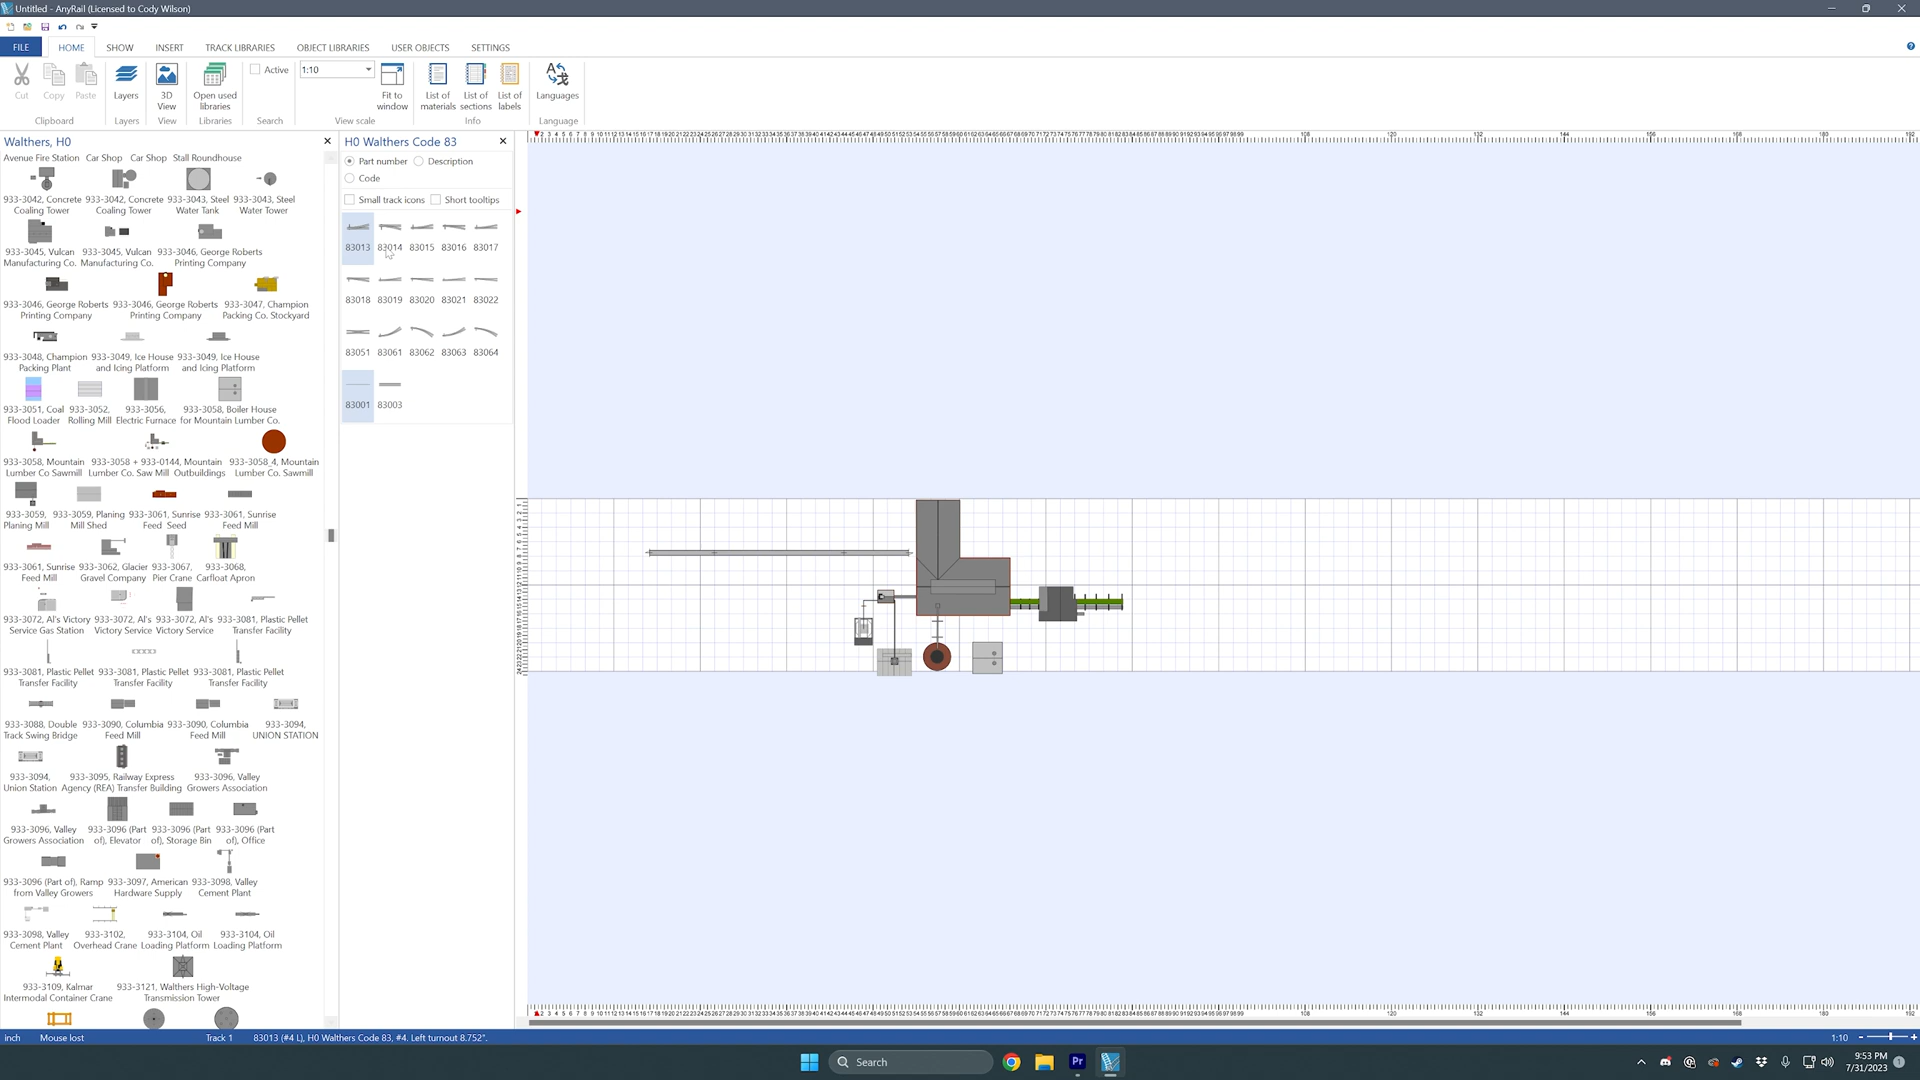 Untitled - AnyRail (Licensed to Cody Wilson)
FILE HOME SHOW INSERT TRACK LIBRARIES OBJECT LIBRARIES USER OBJECTS SETTINGS
Cut Copy Paste Layers 3D View Open used libraries Active 1:10 Fit to window List of materials List of sections List of labels Languages
Clipboard Layers View Libraries Search View scale Info Language
Walthers, H0
Avenue Fire Station Car Shop Car Shop Stall Roundhouse
933-3042, Concrete Coaling Tower
933-3042, Concrete Coaling Tower
933-3043, Steel Water Tank
933-3043, Steel Water Tower
933-3045, Vulcan Manufacturing Co.
933-3045, Vulcan Manufacturing Co.
933-3046, George Roberts Printing Company
933-3046, George Roberts Printing Company
933-3046, George Roberts Printing Company
933-3047, Champion Packing Co. Stockyard
933-3048, Champion Packing Plant
933-3049, Ice House and Icing Platform
933-3049, Ice House and Icing Platform
933-3051, Coal Flood Loader
933-3052, Rolling Mill
933-3056, Electric Furnace
933-3058, Boiler House for Mountain Lumber Co.
933-3058, Mountain Lumber Co Sawmill
933-3058 + 933-0144, Mountain Lumber Co. Saw Mill Outbuildings
933-3058_4, Mountain Lumber Co. Sawmill
933-3059, Planing Mill
933-3059, Planing Mill Shed
933-3061, Sunrise Feed Seed
933-3061, Sunrise Feed Mill
933-3061, Sunrise Feed Mill
933-3062, Glacier Gravel Company
933-3067, Pier Crane
933-3068, Carfloat Apron
933-3072, Al's Victory Service Gas Station
933-3072, Al's Victory Service
933-3072, Al's Victory Service
933-3081, Plastic Pellet Transfer Facility
933-3081, Plastic Pellet Transfer Facility
933-3081, Plastic Pellet Transfer Facility
933-3081, Plastic Pellet Transfer Facility
933-3088, Double Track Swing Bridge
933-3090, Columbia Feed Mill
933-3090, Columbia Feed Mill
933-3094, UNION STATION
933-3094, Union Station
933-3095, Railway Express Agency (REA) Transfer Building
933-3096, Valley Growers Association
933-3096, Valley Growers Association
933-3096 (Part of), Elevator
933-3096 (Part of), Storage Bin
933-3096 (Part of), Office
933-3096 (Part of), Ramp from Valley Growers
933-3097, American Hardware Supply
933-3098, Valley Cement Plant
933-3098, Valley Cement Plant
933-3102, Overhead Crane
933-3104, Oil Loading Platform
933-3104, Oil Loading Platform
933-3109, Kalmar Intermodal Container Crane
933-3121, Walthers High-Voltage Transmission Tower
H0 Walthers Code 83
Part number Description
Code
Small track icons Short tooltips
83013 83014 83015 83016 83017
83018 83019 83020 83021 83022
83051 83061 83062 83063 83064
83001 83003
108 120 132 144 156 168 180 192
108 120 132 144 156 168 180 192
inch Mouse lost Track 1 83013 (#4 L), H0 Walthers Code 83, #4. Left turnout 8.752". 1:10
Search
Pr
9:53 PM
7/31/2023